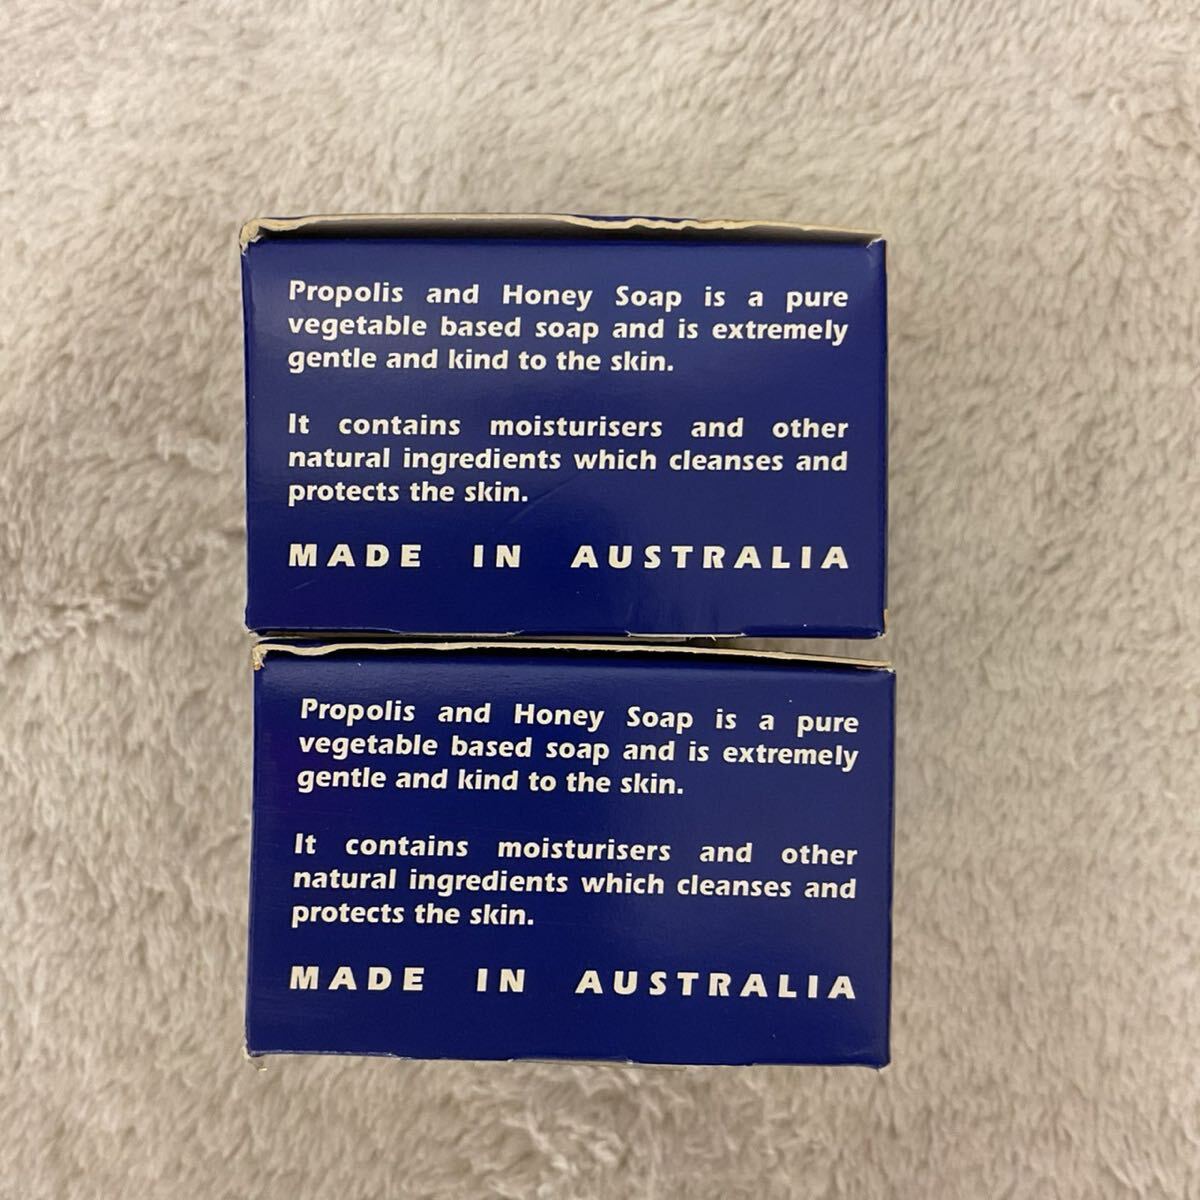 Propolis and Honey Soap is a pure
vegetable based soap and is extremely
gentle and kind to the skin.
It contains moisturisers and other
natural ingredients which cleanses and
protects the skin.
MADE IN AUSTRALIA
Propolis and Honey Soap is a pure
vegetable based soap and is extremely
gentle and kind to the skin.
It contains moisturisers and other
natural ingredients which cleanses and
protects the skin.
MADE IN AUSTRALIA